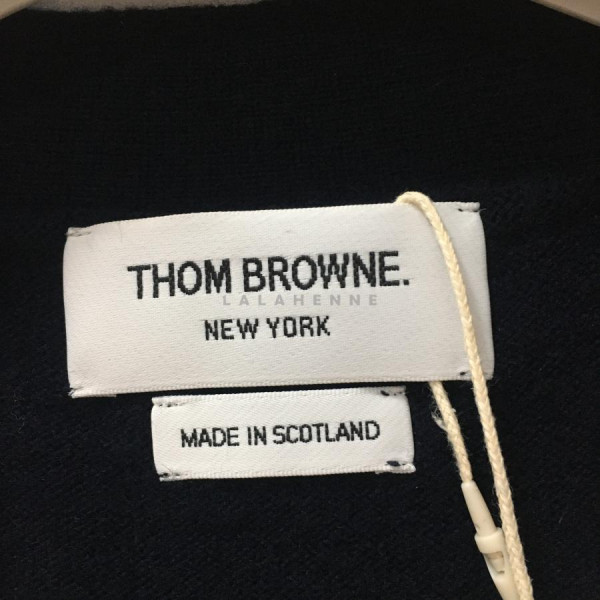 THOM BROWNE.
LALAHENNE
NEW YORK
MADE IN SCOTLAND